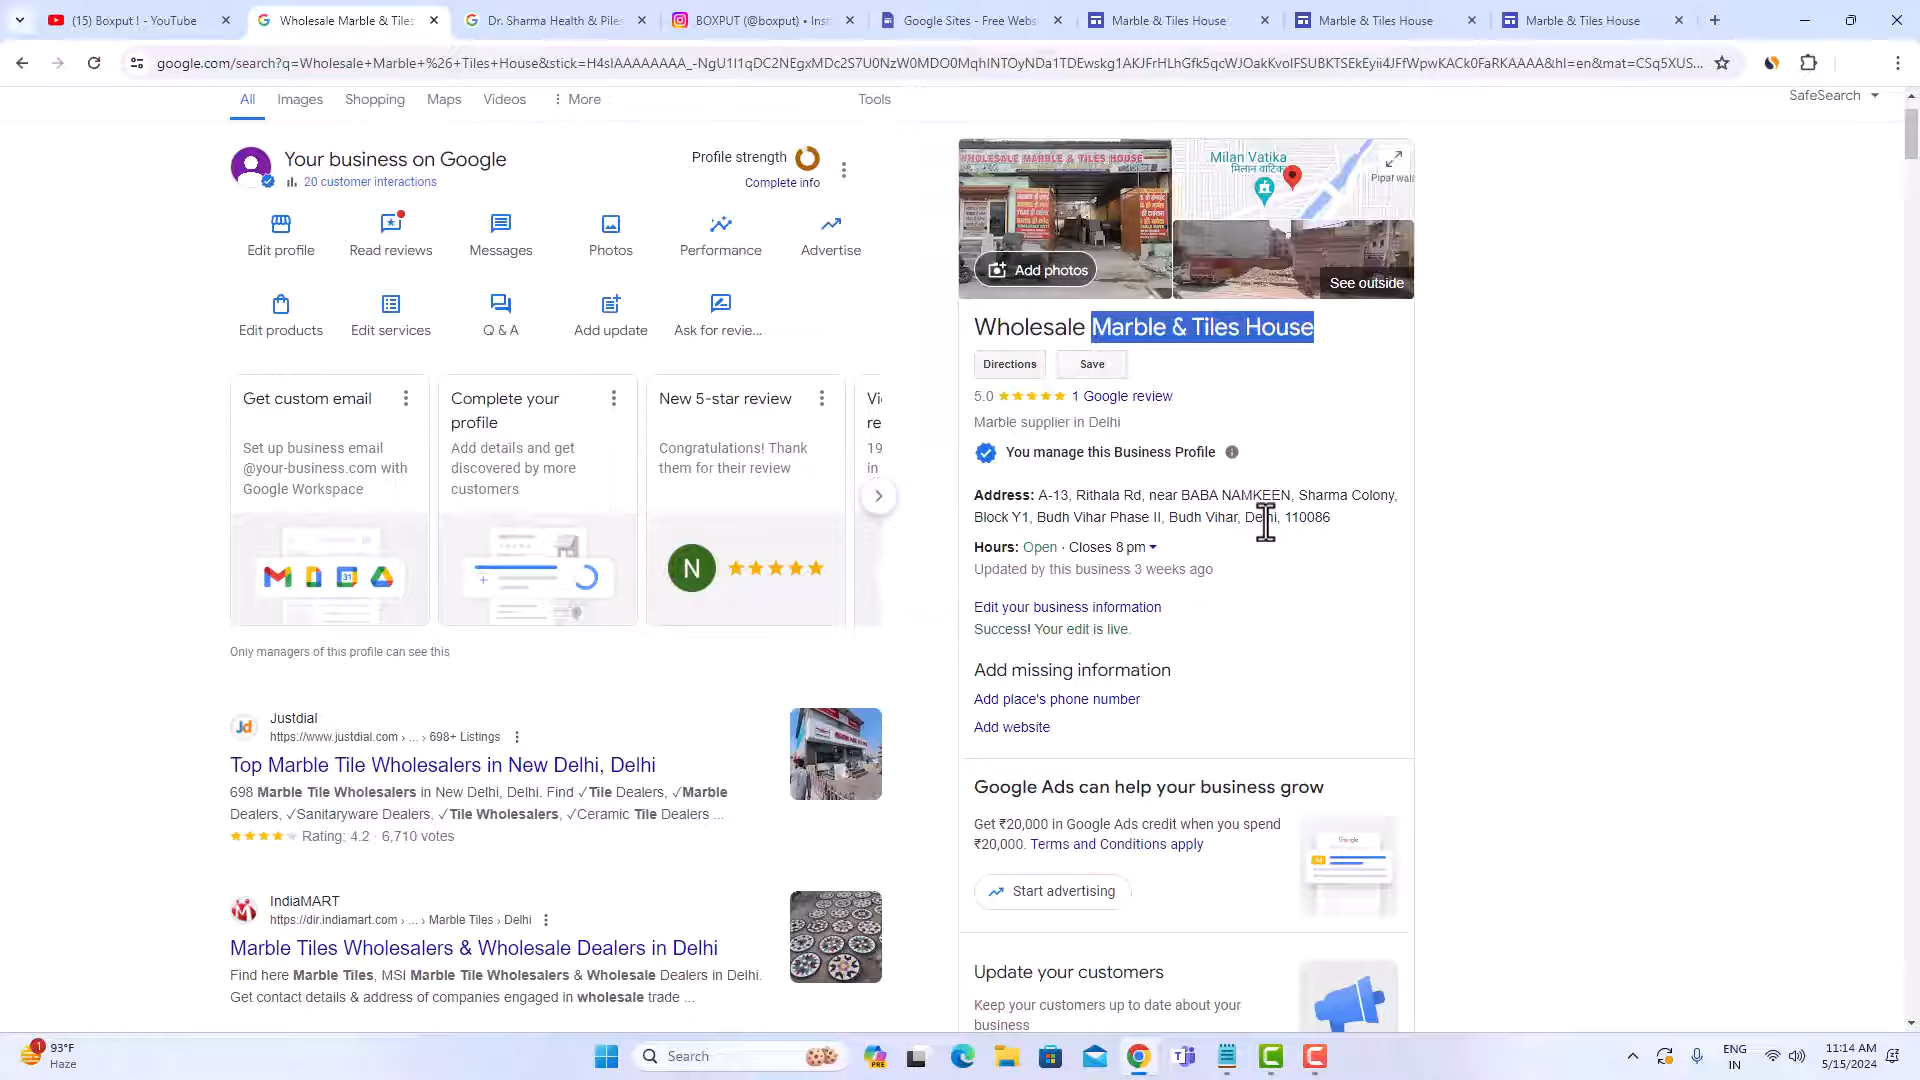 (15) Boxput ! - YouTube
Wholesale Marble & Tiles
Dr. Sharma Health & Piles
BOXPUT (@boxput) • Inst
Google Sites - Free Webs
Marble & Tiles House
Marble & Tiles House
Marble & Tiles House
All
Images
Shopping
Maps
Videos
More
Tools
SafeSearch
Your business on Google
20 customer interactions
Profile strength
Complete info
Edit profile
Read reviews
Messages
Photos
Performance
Advertise
Edit products
Edit services
Q & A
Add update
Ask for revie...
Get custom email
Set up business email
@your-business.com with
Google Workspace
Complete your
profile
Add details and get
discovered by more
customers
New 5-star review
Congratulations! Thank
them for their review
N
Vi
re
19
in
Only managers of this profile can see this
Jd
Justdial
https://www.justdial.com › ... › 698+ Listings
Top Marble Tile Wholesalers in New Delhi, Delhi
698 Marble Tile Wholesalers in New Delhi, Delhi. Find ✓Tile Dealers, ✓Marble
Dealers, ✓Sanitaryware Dealers, ✓Tile Wholesalers, ✓Ceramic Tile Dealers ...
Rating: 4.2 · 6,710 votes
IndiaMART
https://dir.indiamart.com › ... › Marble Tiles › Delhi
Marble Tiles Wholesalers & Wholesale Dealers in Delhi
Find here Marble Tiles, MSI Marble Tile Wholesalers & Wholesale Dealers in Delhi.
Get contact details & address of companies engaged in wholesale trade ...
WHOLESALE MARBLE & TILES HOUSE
Add photos
Milan Vatika
मिलान वाटिका
Pipal wali
See outside
Wholesale Marble & Tiles House
Directions
Save
5.0
1 Google review
Marble supplier in Delhi
You manage this Business Profile
Address: A-13, Rithala Rd, near BABA NAMKEEN, Sharma Colony,
Block Y1, Budh Vihar Phase II, Budh Vihar, Delhi, 110086
Hours: Open · Closes 8 pm
Updated by this business 3 weeks ago
Edit your business information
Success! Your edit is live.
Add missing information
Add place's phone number
Add website
Google Ads can help your business grow
Get ₹20,000 in Google Ads credit when you spend
₹20,000. Terms and Conditions apply
Start advertising
Google
Update your customers
Keep your customers up to date about your
business
1
93°F
Haze
Search
PRE
ENG
IN
11:14 AM
5/15/2024